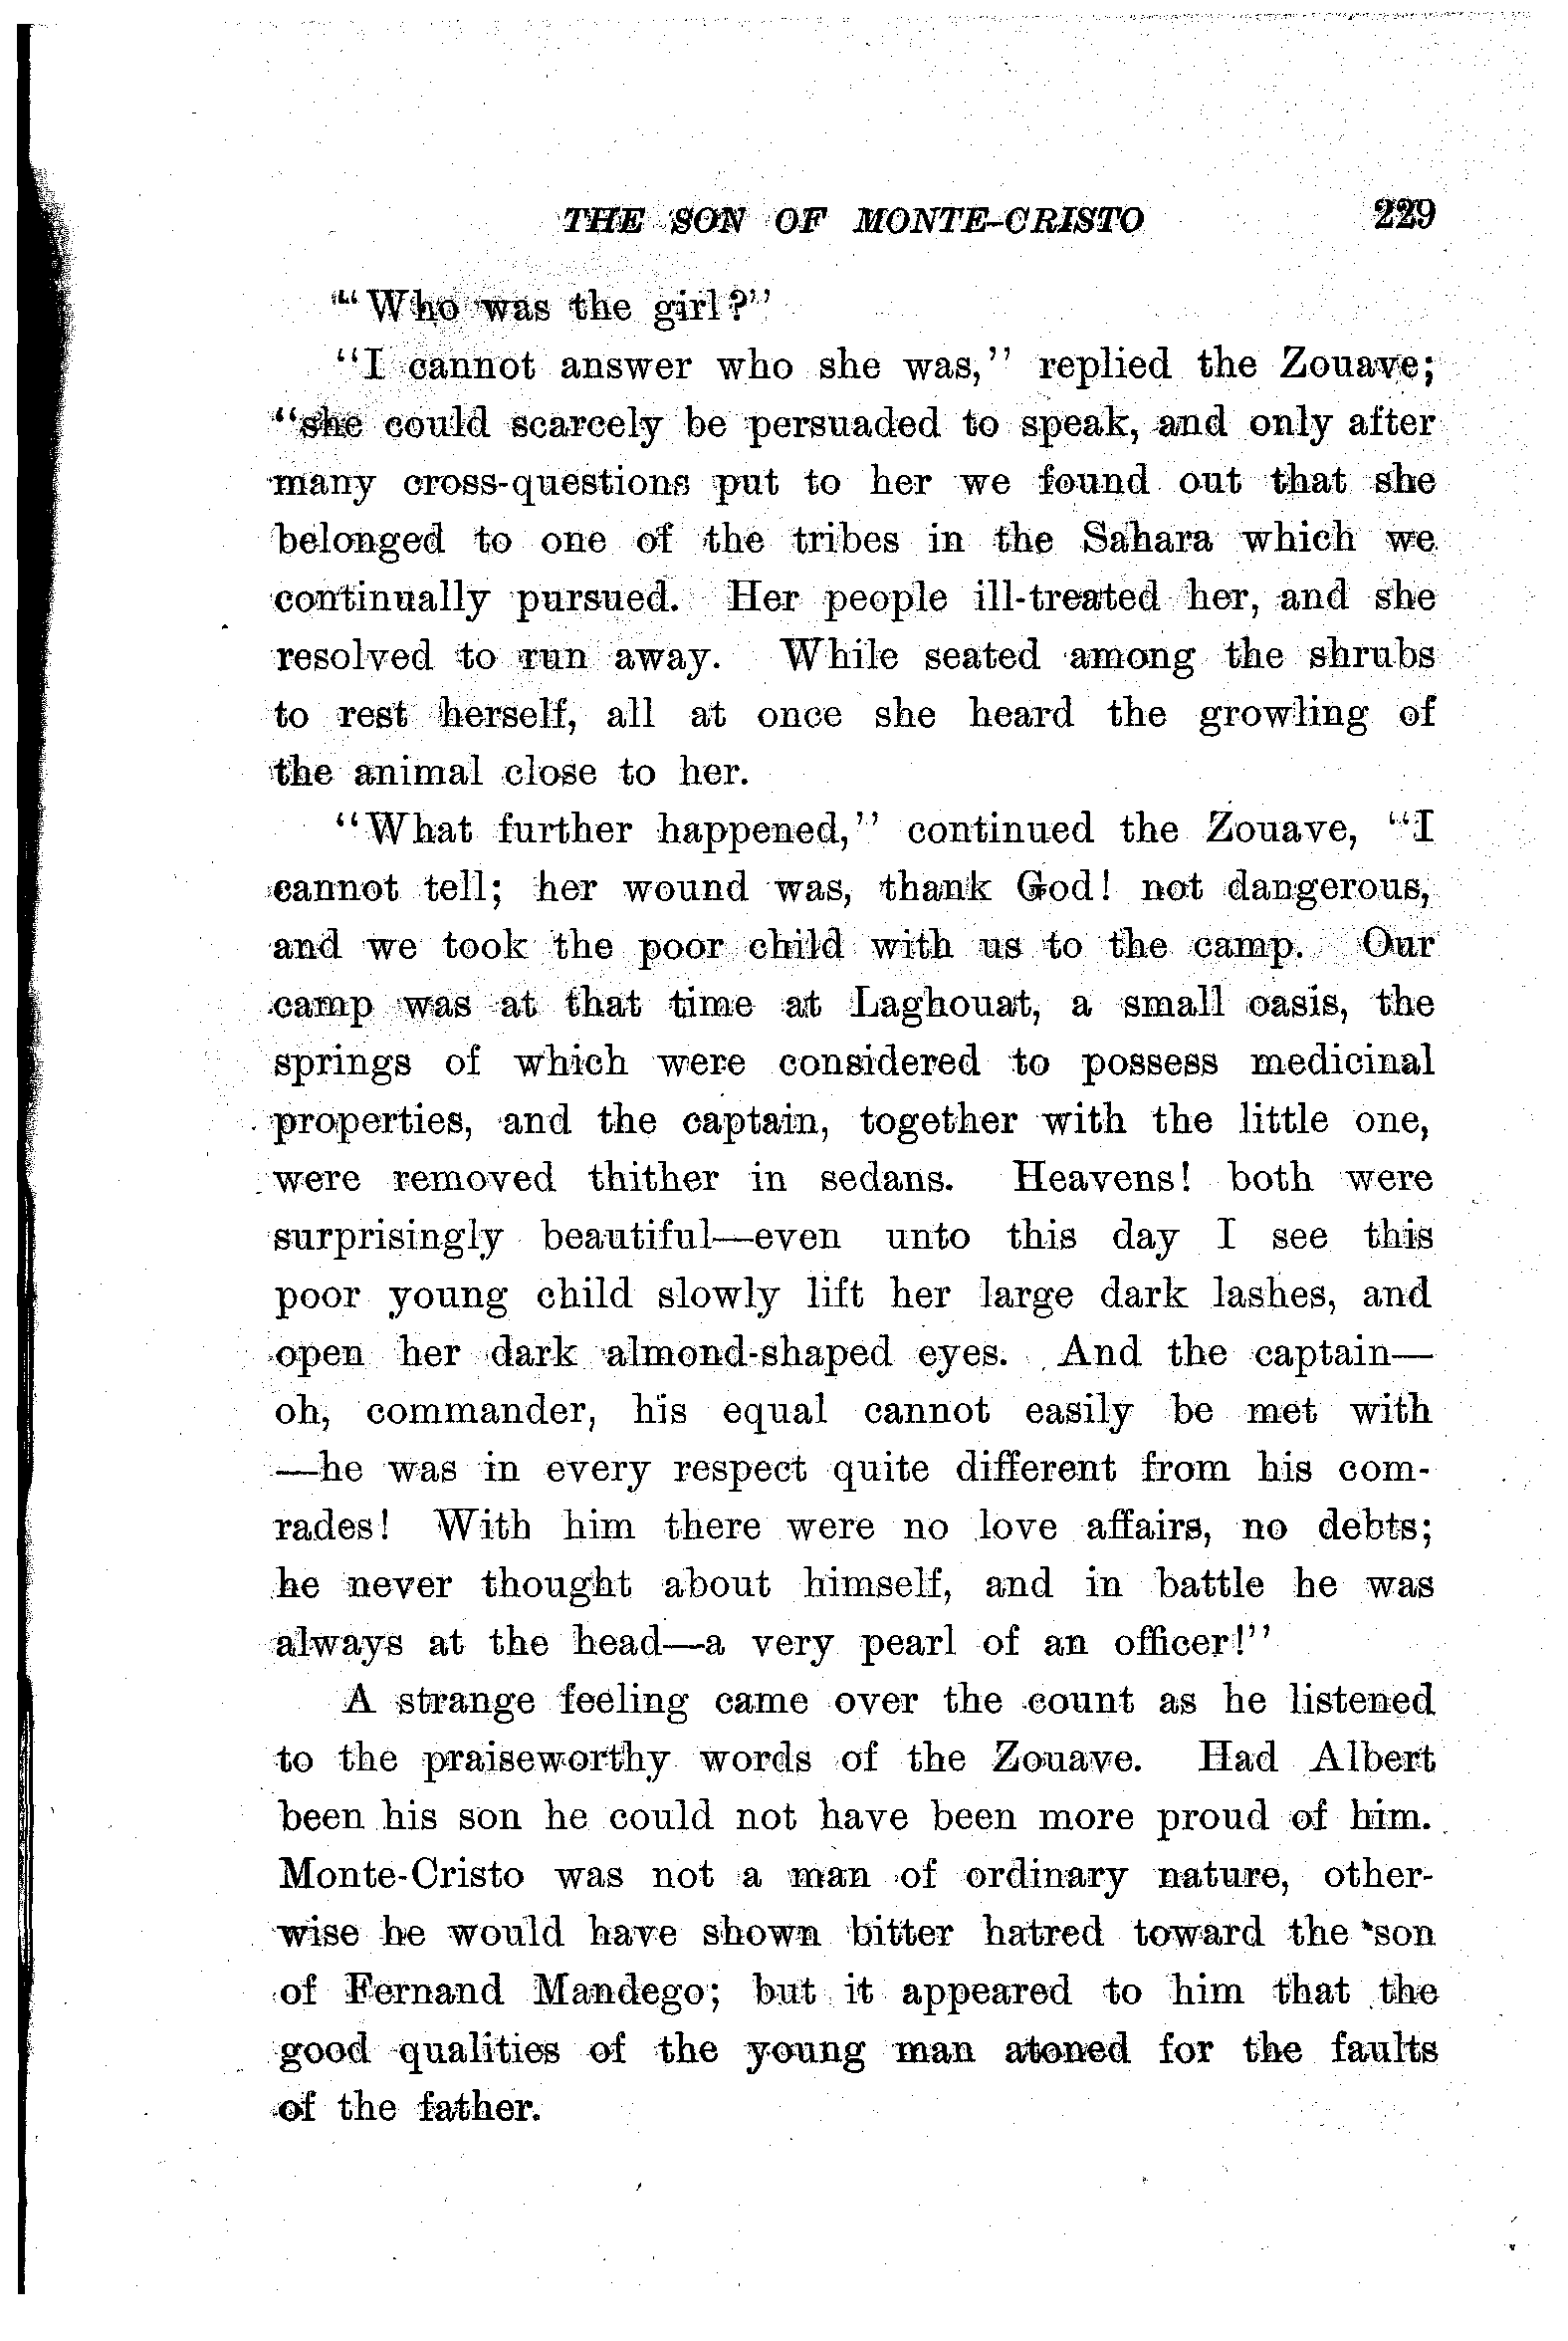 THE SON OF MONTE-CRISTO 229
"Who was the girl?"
"I cannot answer who she was," replied the Zouave;
"she could scarcely be persuaded to speak, and only after
many cross-questions put to her we found out that she
belonged to one of the tribes in the Sahara which we
continually pursued. Her people ill-treated her, and she
resolved to run away. While seated among the shrubs
to rest herself, all at once she heard the growling of
the animal close to her.
"What further happened," continued the Zouave, "I
cannot tell; her wound was, thank God! not dangerous,
and we took the poor child with us to the camp. Our
camp was at that time at Laghouat, a small oasis, the
springs of which were considered to possess medicinal
properties, and the captain, together with the little one,
were removed thither in sedans. Heavens! both were
surprisingly beautiful—even unto this day I see this
poor young child slowly lift her large dark lashes, and
open her dark almond-shaped eyes. And the captain—
oh, commander, his equal cannot easily be met with
—he was in every respect quite different from his com-
rades! With him there were no love affairs, no debts;
he never thought about himself, and in battle he was
always at the head—a very pearl of an officer!"
A strange feeling came over the count as he listened
to the praiseworthy words of the Zouave. Had Albert
been his son he could not have been more proud of him.
Monte-Cristo was not a man of ordinary nature, other-
wise he would have shown bitter hatred toward the son
of Fernand Mandego; but it appeared to him that the
good qualities of the young man atoned for the faults
of the father.